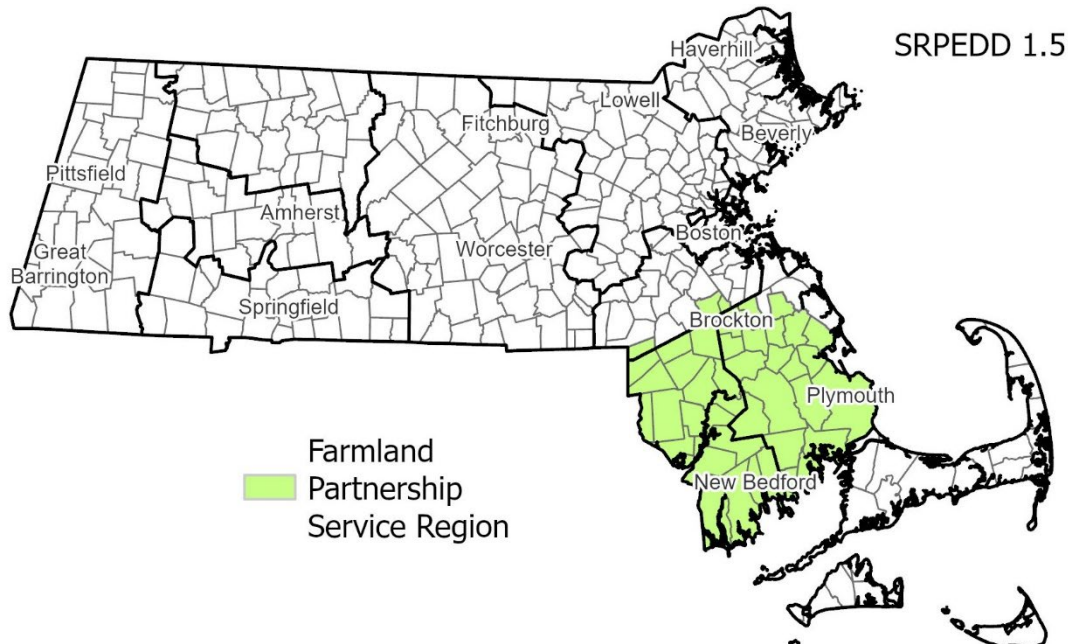 SRPEDD 1.5
Haverhill
Lowell
Fitchburg
Beverly
Pittsfield
Amherst
Boston
Great
Barrington
Worcester
Springfield
Brockton
Plymouth
New Bedford
Farmland
Partnership
Service Region